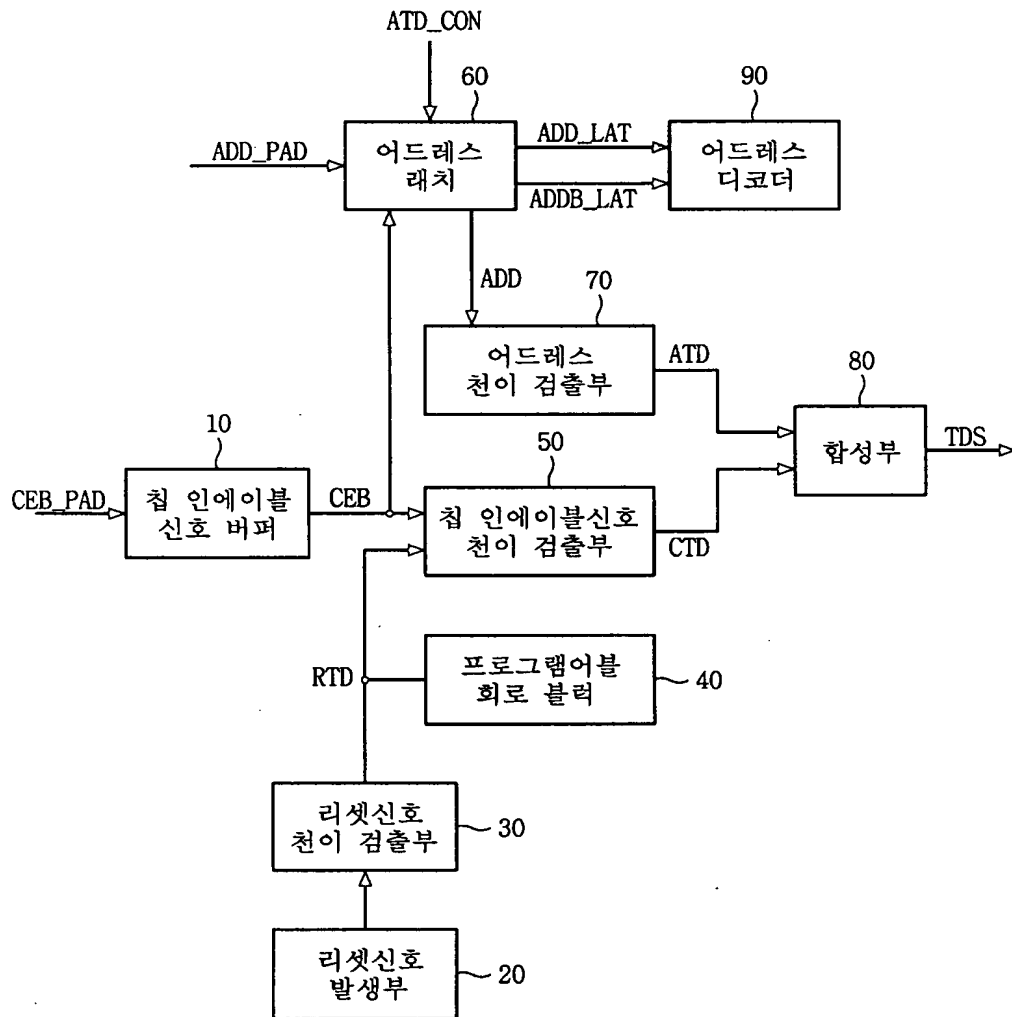 ATD_CON
60
90
ADD_PAD
어드레스
래치
ADD_LAT
ADDB_LAT
어드레스
디코더
ADD
70
어드레스
천이 검출부
ATD
80
합성부
TDS
10
50
CEB_PAD
칩 인에이블
신호 버퍼
CEB
칩 인에이블신호
천이 검출부
CTD
RTD
프로그램어블
회로 블럭
40
리셋신호
천이 검출부
30
리셋신호
발생부
20